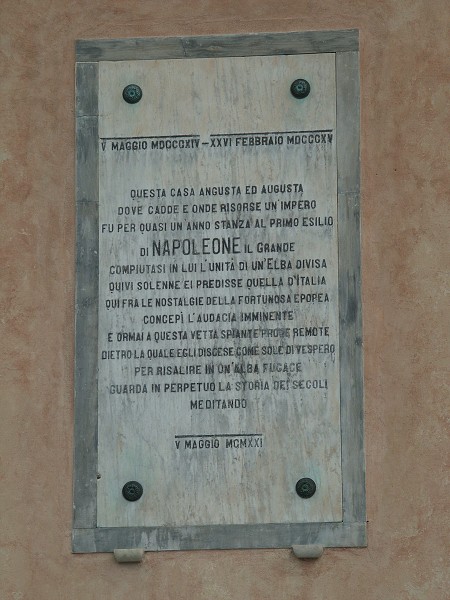 V MAGGIO MDCCCXIV – XXVI FEBBRAIO MDCCCXV
QUESTA CASA ANGUSTA ED AUGUSTA
DOVE CADDE E ONDE RISORSE UN'IMPERO
FU PER QUASI UN ANNO STANZA AL PRIMO ESILIO
DI NAPOLEONE IL GRANDE
COMPIUTASI IN LUI L'UNITÀ DI UN'ELBA DIVISA
QUIVI SOLENNE EI PREDISSE QUELLA D'ITALIA
QUI FRA LE NOSTALGIE DELLA FORTUNOSA EPOPEA
CONCEPÌ L'AUDACIA IMMINENTE
E ORMAI A QUESTA VETTA SPIANTE PRODE REMOTE
DIETRO LA QUALE EGLI DISCESE COME SOLE DI VESPERO
PER RISALIRE IN UN'ALBA FUGACE
GUARDA IN PERPETUO LA STORIA DEI SECOLI
MEDITANDO
V MAGGIO MCMXXI